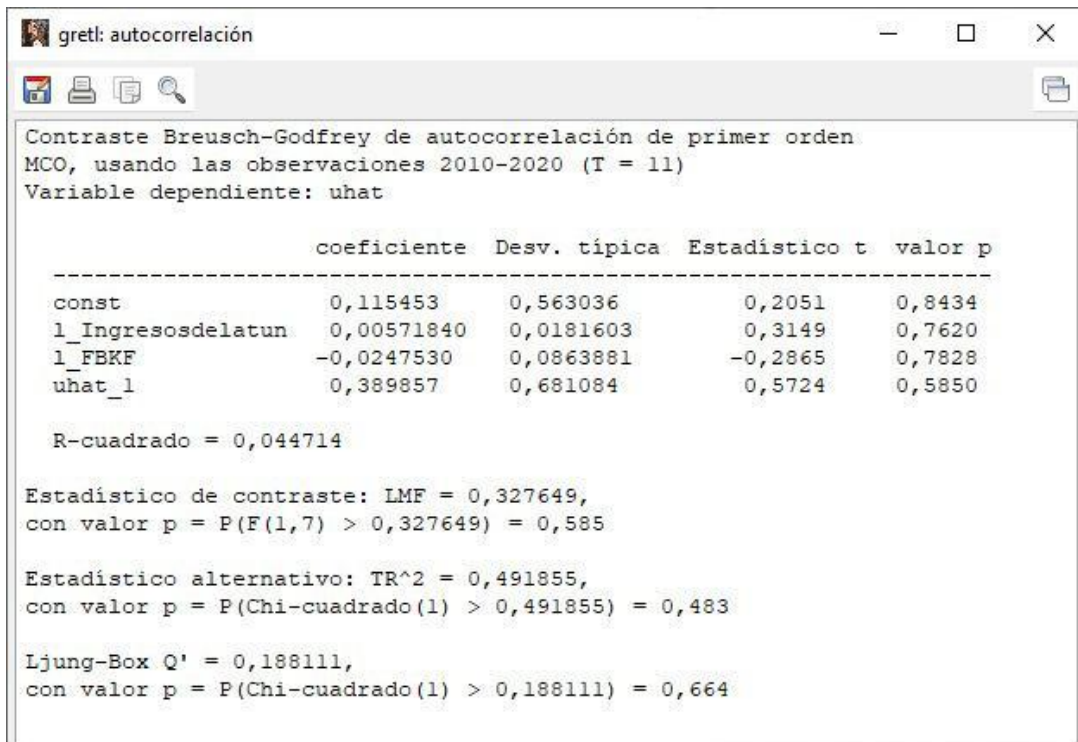 gretl: autocorrelación
Contraste Breusch-Godfrey de autocorrelación de primer orden
MCO, usando las observaciones 2010-2020 (T = 11)
Variable dependiente: uhat
coeficiente Desv. típica Estadístico t valor p
-----------------------------------------------------------------------
const 0,115453 0,563036 0,2051 0,8434
l_Ingresosdelatun 0,00571840 0,0181603 0,3149 0,7620
l_FBKF -0,0247530 0,0863881 -0,2865 0,7828
uhat_1 0,389857 0,681084 0,5724 0,5850
R-cuadrado = 0,044714
Estadístico de contraste: LMF = 0,327649,
con valor p = P(F(1,7) > 0,327649) = 0,585
Estadístico alternativo: TR^2 = 0,491855,
con valor p = P(Chi-cuadrado(1) > 0,491855) = 0,483
Ljung-Box Q' = 0,188111,
con valor p = P(Chi-cuadrado(1) > 0,188111) = 0,664